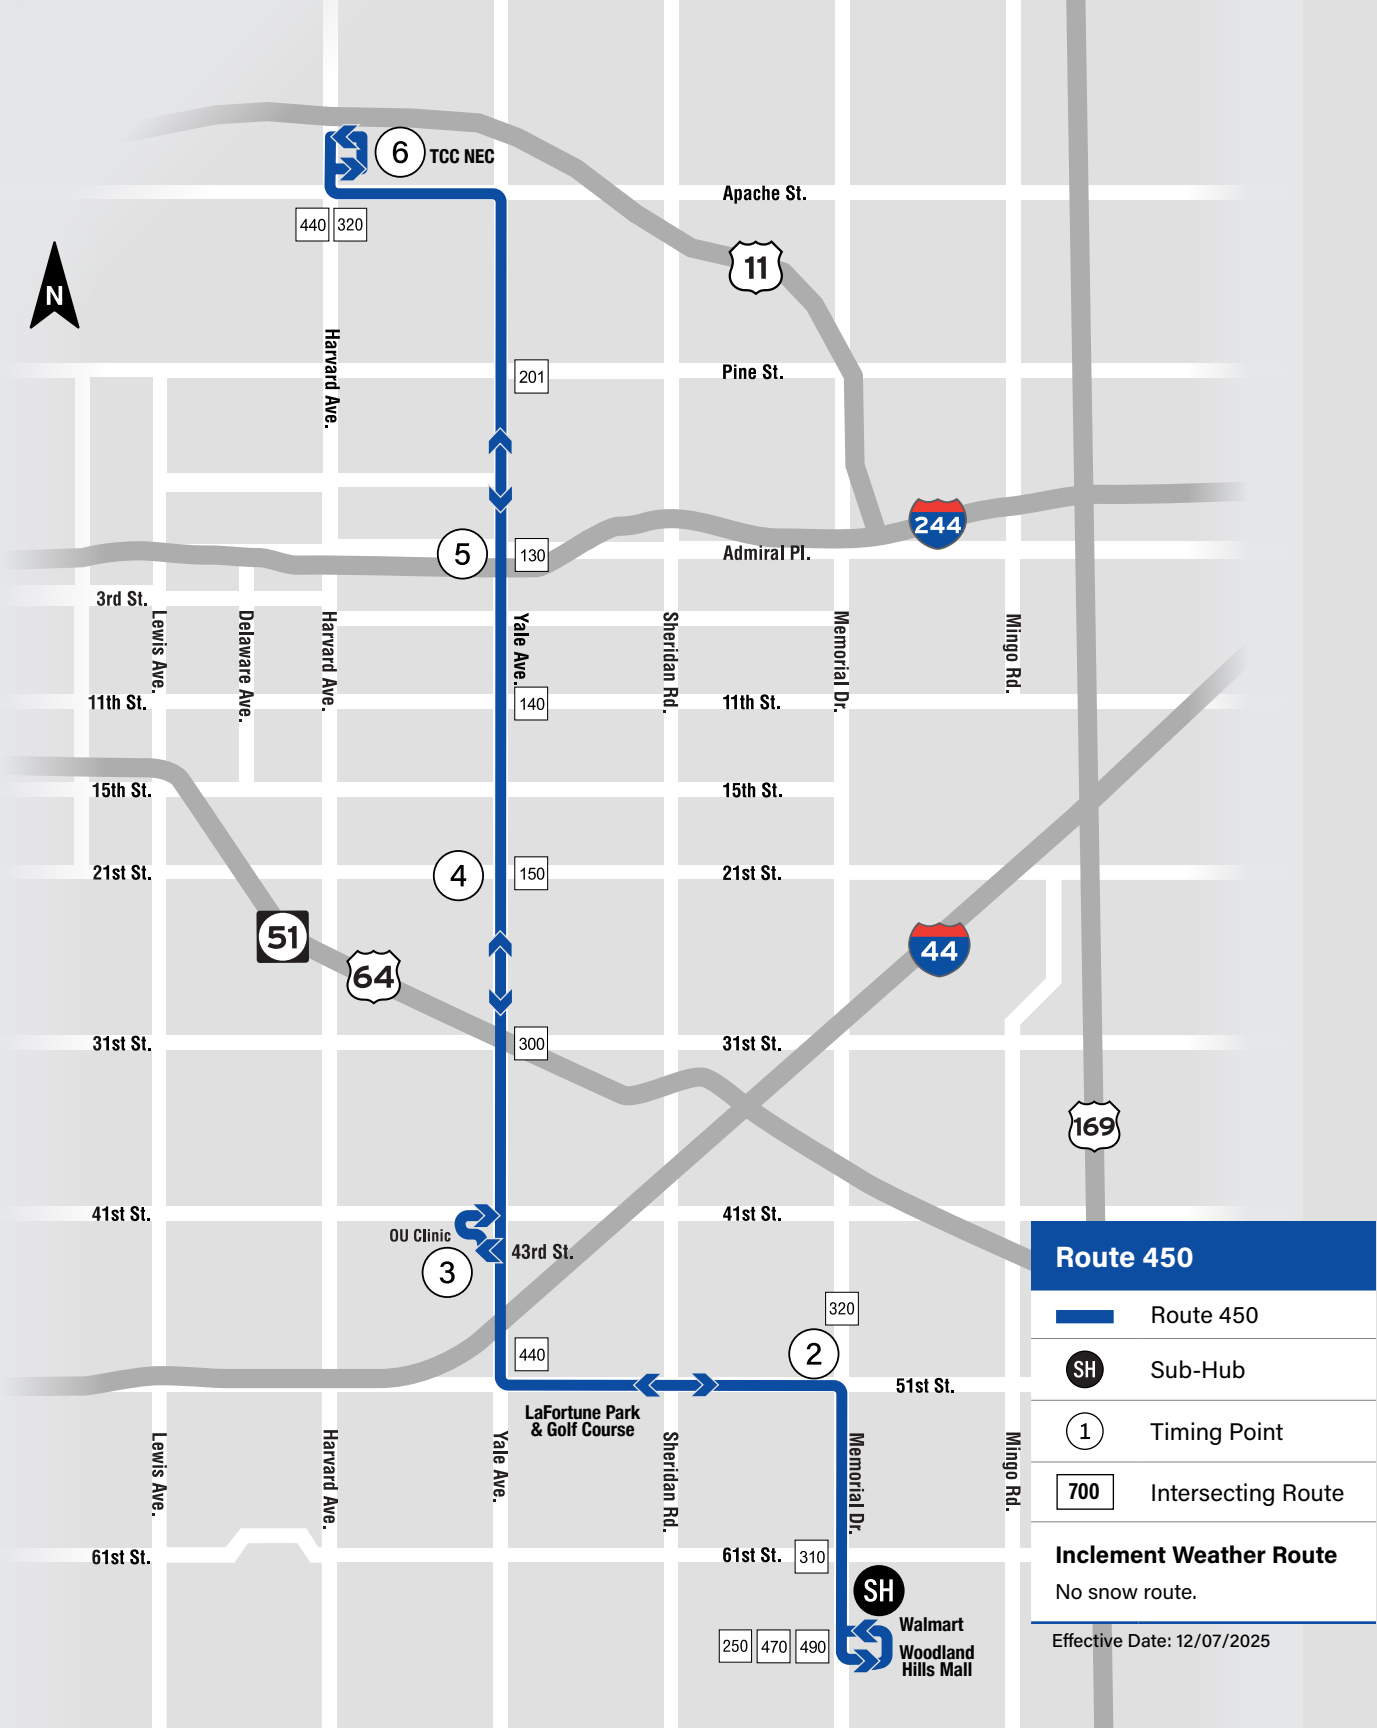 6
TCC NEC
Apache St.
440
320
11
N
Harvard Ave.
Pine St.
201
244
5
130
Admiral Pl.
3rd St.
Lewis Ave.
Delaware Ave.
Harvard Ave.
Yale Ave.
Sheridan Rd.
Memorial Dr.
Mingo Rd.
11th St.
140
11th St.
15th St.
15th St.
21st St.
4
150
21st St.
51
64
44
31st St.
300
31st St.
169
41st St.
41st St.
OU Clinic
43rd St.
3
320
2
440
51st St.
LaFortune Park
& Golf Course
Lewis Ave.
Harvard Ave.
Yale Ave.
Sheridan Rd.
Memorial Dr.
Mingo Rd.
61st St.
61st St.
310
SH
Walmart
250
470
490
Woodland
Hills Mall
Route 450
Route 450
SH
Sub-Hub
1
Timing Point
700
Intersecting Route
Inclement Weather Route
No snow route.
Effective Date: 12/07/2025